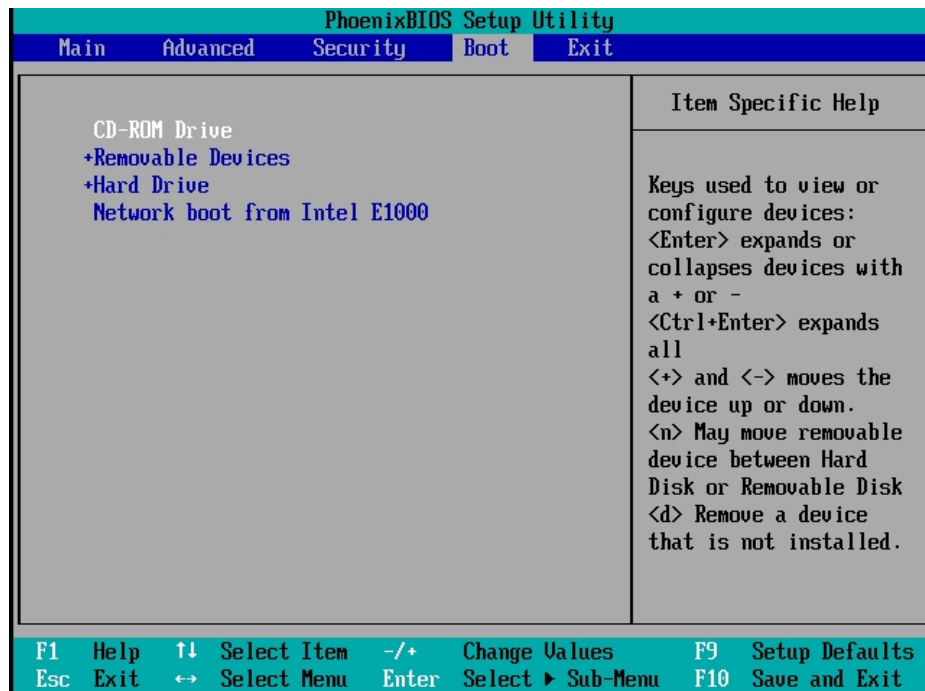 PhoenixBIOS Setup Utility
Main Advanced Security Boot Exit
CD-ROM Drive
+Removable Devices
+Hard Drive
Network boot from Intel E1000
Item Specific Help
Keys used to view or
configure devices:
<Enter> expands or
collapses devices with
a + or -
<Ctrl+Enter> expands
all
<+> and <-> moves the
device up or down.
<n> May move removable
device between Hard
Disk or Removable Disk
<d> Remove a device
that is not installed.
F1 Help ↑↓ Select Item -/+ Change Values F9 Setup Defaults
Esc Exit ↔ Select Menu Enter Select ▶ Sub-Menu F10 Save and Exit